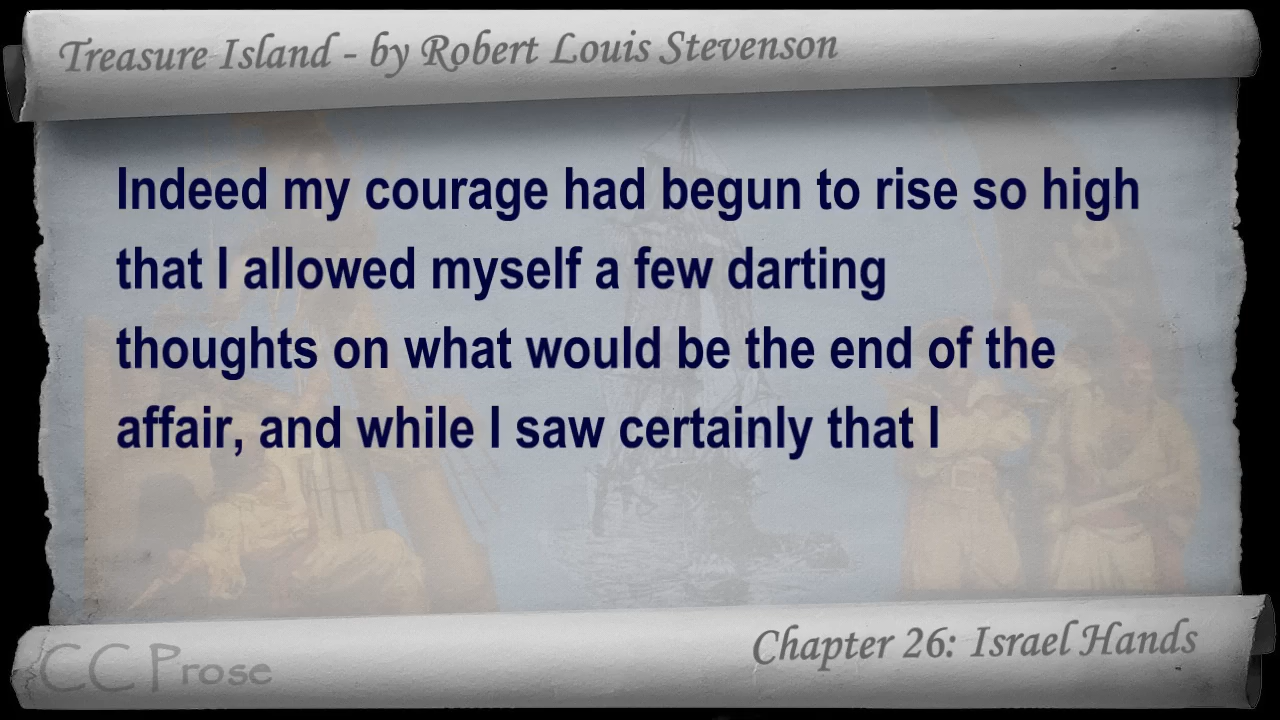 Treasure Island - by Robert Louis Stevenson
Indeed my courage had begun to rise so high
that I allowed myself a few darting
thoughts on what would be the end of the
affair, and while I saw certainly that I
Chapter 26: Israel Hands
CC Prose